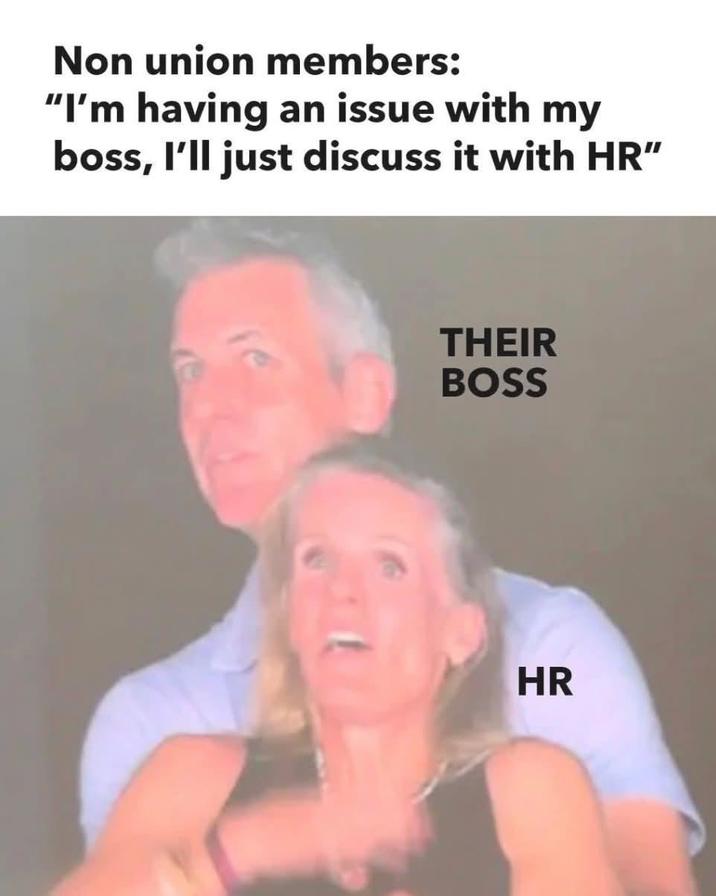 Non union members:
“I’m having an issue with my
boss, I’ll just discuss it with HR”
THEIR
BOSS
HR